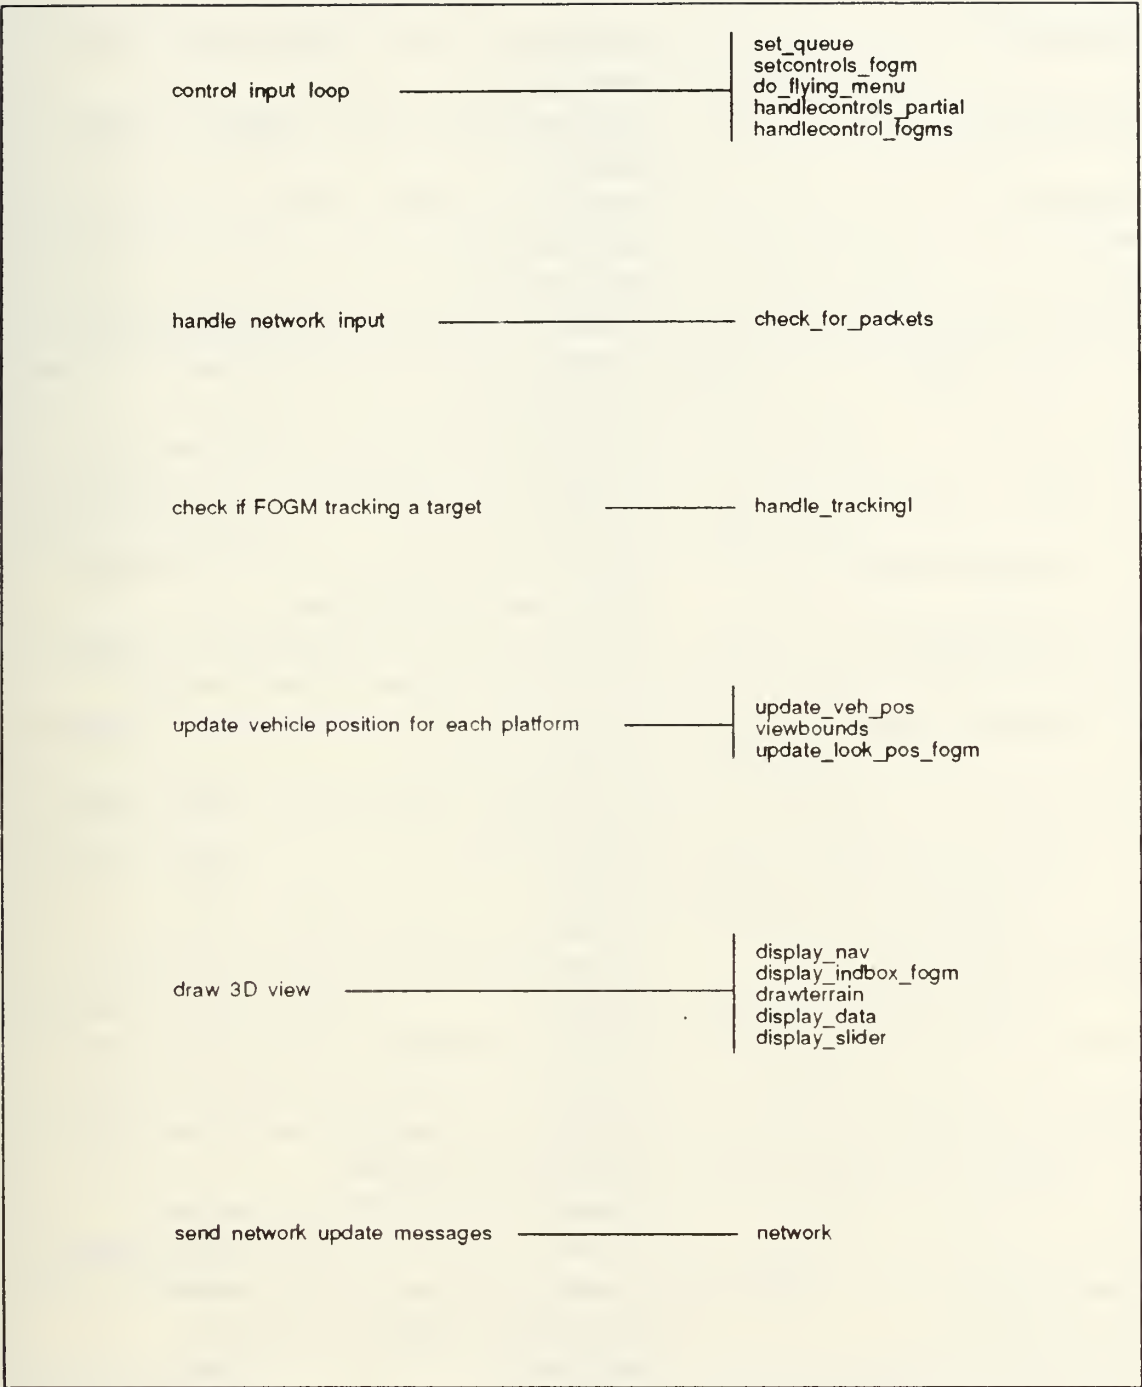 control input loop
set_queue
setcontrols_fogm
do_flying_menu
handlecontrols_partial
handlecontrol_fogms
handle network input
check_for_packets
check if FOGM tracking a target
handle_trackingl
update vehicle position for each platform
update_veh_pos
viewbounds
update_look_pos_fogm
draw 3D view
display_nav
display_indbox_fogm
drawterrain
display_data
display_slider
send network update messages
network